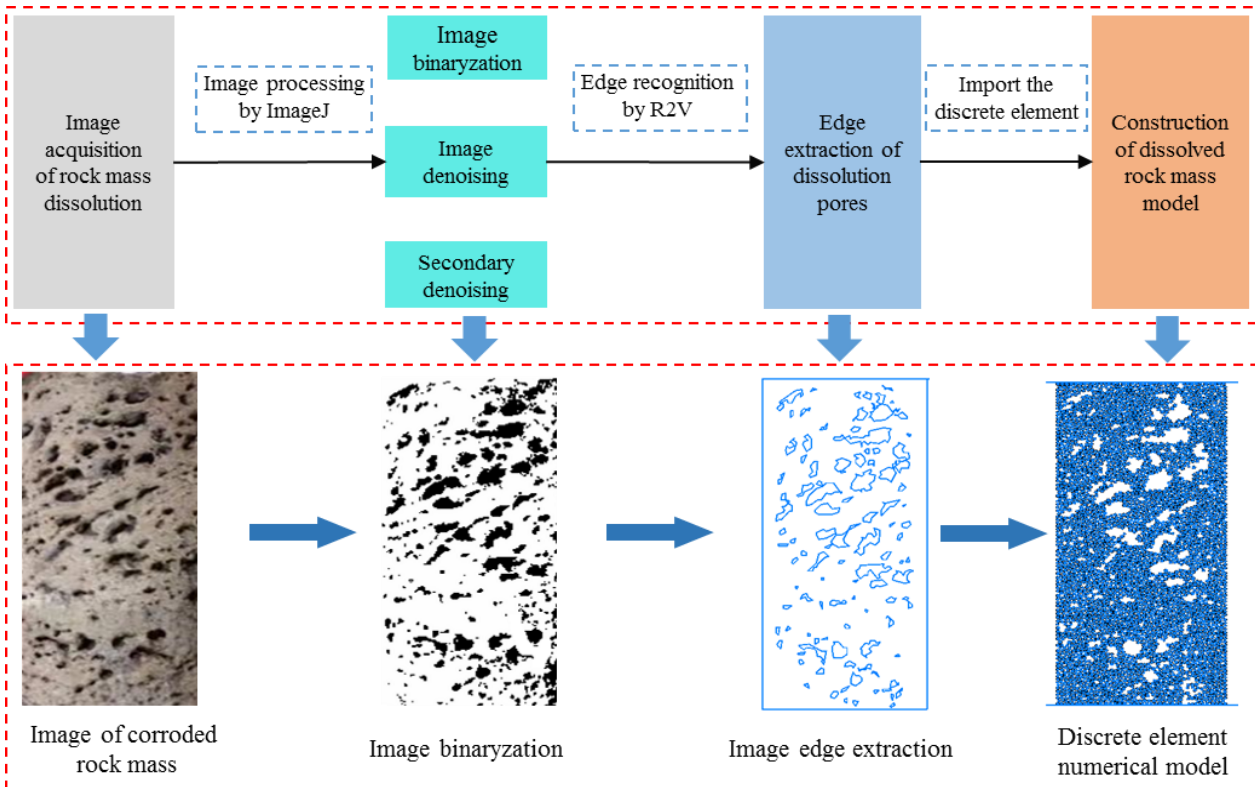 Image
acquisition
of rock mass
dissolution
Image processing
by ImageJ
Image
binaryzation
Image
denoising
Secondary
denoising
Edge recognition
by R2V
Edge
extraction of
dissolution
pores
Import the
discrete element
Construction
of dissolved
rock mass
model
Image of corroded
rock mass
Image binaryzation
Image edge extraction
Discrete element
numerical model